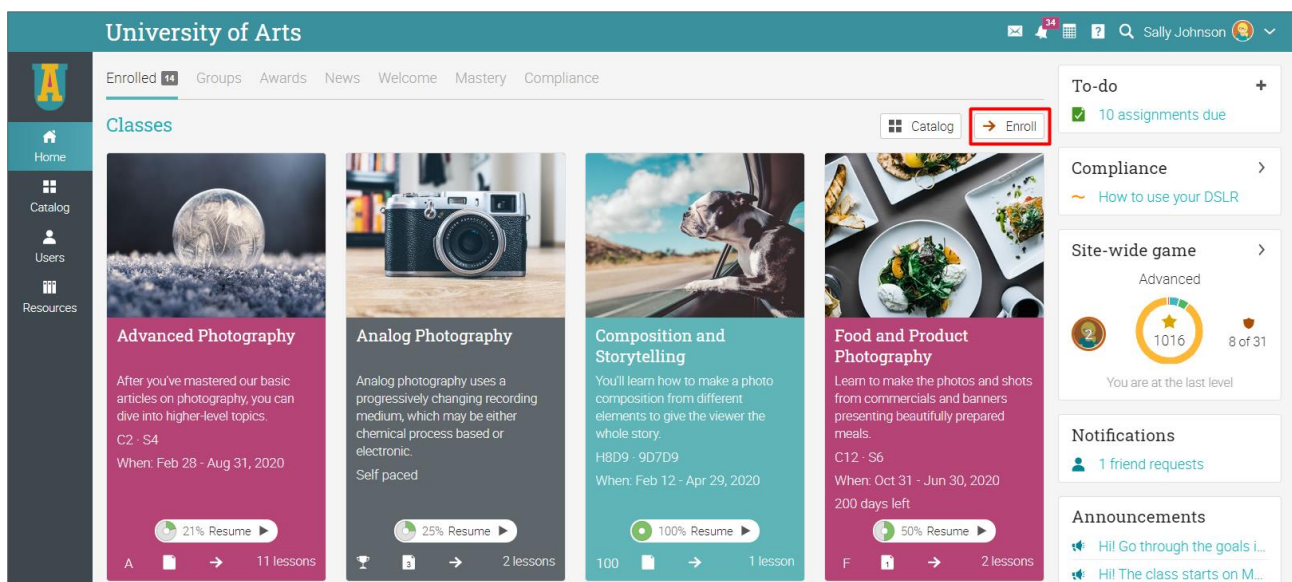 University of Arts
34
Sally Johnson
A
Home
Catalog
Users
Resources
Enrolled 14 Groups Awards News Welcome Mastery Compliance
Classes
Catalog
Enroll
Advanced Photography
After you've mastered our basic
articles on photography, you can
dive into higher-level topics.
C2 · S4
When: Feb 28 - Aug 31, 2020
21% Resume
A 11 lessons
Analog Photography
Analog photography uses a
progressively changing recording
medium, which may be either
chemical process based or
electronic.
Self paced
25% Resume
3 2 lessons
Composition and
Storytelling
You'll learn how to make a photo
composition from different
elements to give the viewer the
whole story.
H8D9 · 9D7D9
When: Feb 12 - Apr 29, 2020
100% Resume
100 1 lesson
Food and Product
Photography
Learn to make the photos and shots
from commercials and banners
presenting beautifully prepared
meals.
C12 · S6
When: Oct 31 - Jun 30, 2020
200 days left
50% Resume
F 1 2 lessons
To-do +
10 assignments due
Compliance
How to use your DSLR
Site-wide game
Advanced
2
1016
8 of 31
You are at the last level
Notifications
1 friend requests
Announcements
Hi! Go through the goals i...
Hi! The class starts on M...